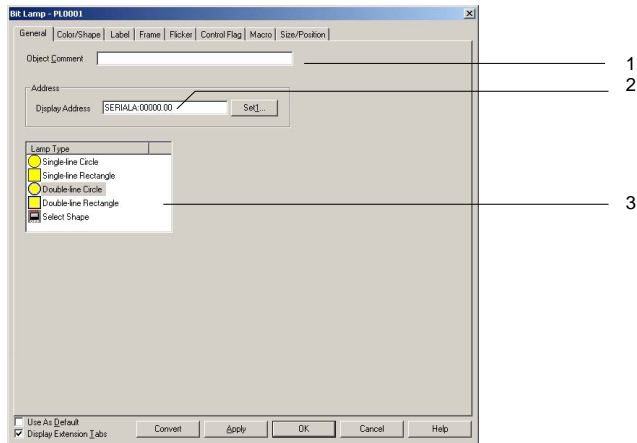 Bit Lamp - PL0001
General Color/Shape Label Frame Flicker Control Flag Macro Size/Position
Object Comment
1
Address
2
Display Address SERIALA:00000.00 Set1...
Lamp Type
Single-line Circle
Single-line Rectangle
Double-line Circle
Double-line Rectangle
3
Select Shape
Use As Default
Display Extension Tabs
Convert Apply OK Cancel Help